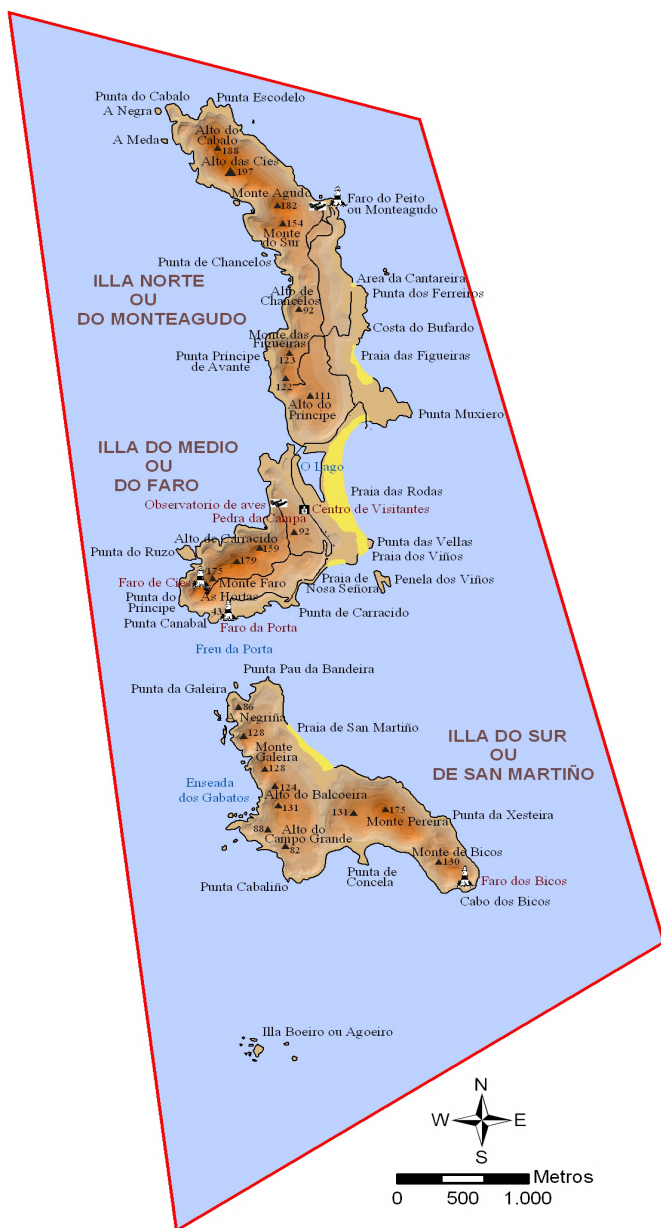 Punta do Cabalo
Punta Escodelo
A Negra
A Meda
Alto do
Cabalo
188
Alto das Cíes
197
Monte Agudo
182
Faro do Peito
ou Monteagudo
154
Monte
do Sur
Punta de Chancelos
ILLA NORTE
OU
DO MONTEAGUDO
Area da Cantareira
Punta dos Ferreiros
Alto de
Chancelos
92
Costa do Bufardo
Monte das
Figueiras
123
Punta Príncipe
de Avante
Praia das Figueiras
122
111
Alto do
Príncipe
Punta Muxiero
ILLA DO MEDIO
OU
DO FARO
O Lago
Praia das Rodas
Observatorio de aves
Centro de Visitantes
Pedra da Campa
92
Alto de Carracido
159
Punta das Vellas
Praia dos Viños
Punta do Ruzo
179
175
Faro de Cíes
Monte Faro
Praia de
Nosa Señora
Penela dos Viños
Punta do
Príncipe
As Hortas
43
Punta de Carracido
Punta Canabal
Faro da Porta
Freu da Porta
Punta Pau da Bandeira
Punta da Galeira
86
A Negriña
Praia de San Martiño
128
Monte
Galeira
128
ILLA DO SUR
OU
DE SAN MARTIÑO
Enseada
dos Gabatos
124
Alto do Balcoeira
131
131
175
Monte Pereira
Punta da Xesteira
88
Alto do
Campo Grande
82
Monte de Bicos
130
Punta de
Concela
Punta Cabaliño
Faro dos Bicos
Cabo dos Bicos
Illa Boeiro ou Agoeiro
N
W
E
S
Metros
0
500
1.000